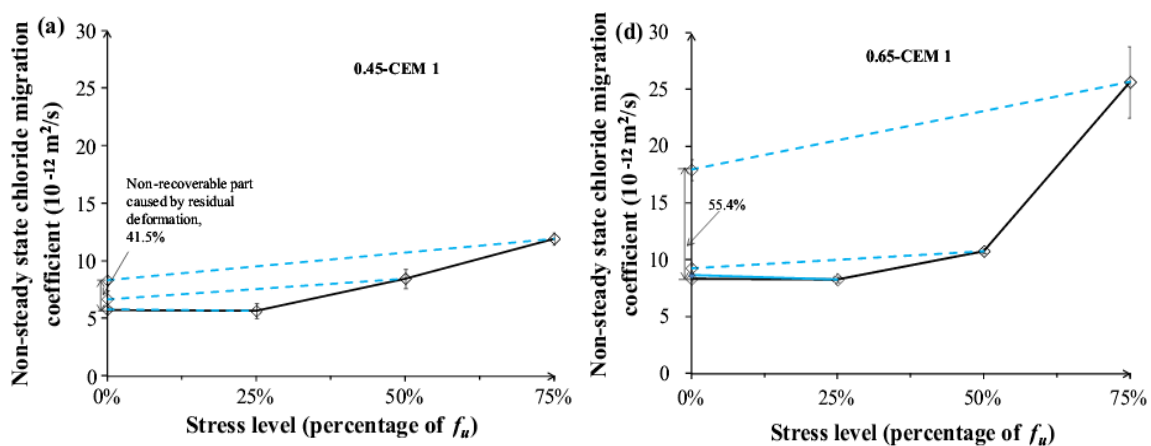 (a)
Non-steady state chloride migration
coefficient (10⁻¹² m²/s)
30
25
20
15
10
5
0
0.45-CEM 1
Non-recoverable part
caused by residual
deformation,
41.5%
0% 25% 50% 75%
Stress level (percentage of fᵤ)
(d)
Non-steady state chloride migration
coefficient (10⁻¹² m²/s)
30
25
20
15
10
5
0
0.65-CEM 1
55.4%
0% 25% 50% 75%
Stress level (percentage of fᵤ)